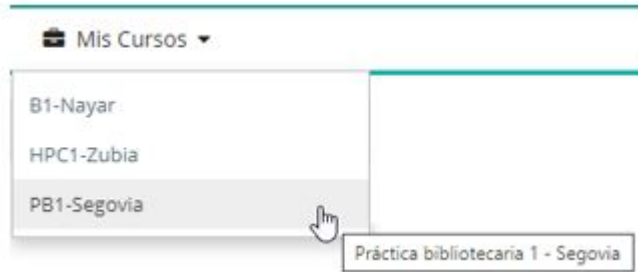 Mis Cursos
B1-Nayar
HPC1-Zubia
PB1-Segovia
Práctica bibliotecaria 1 - Segovia